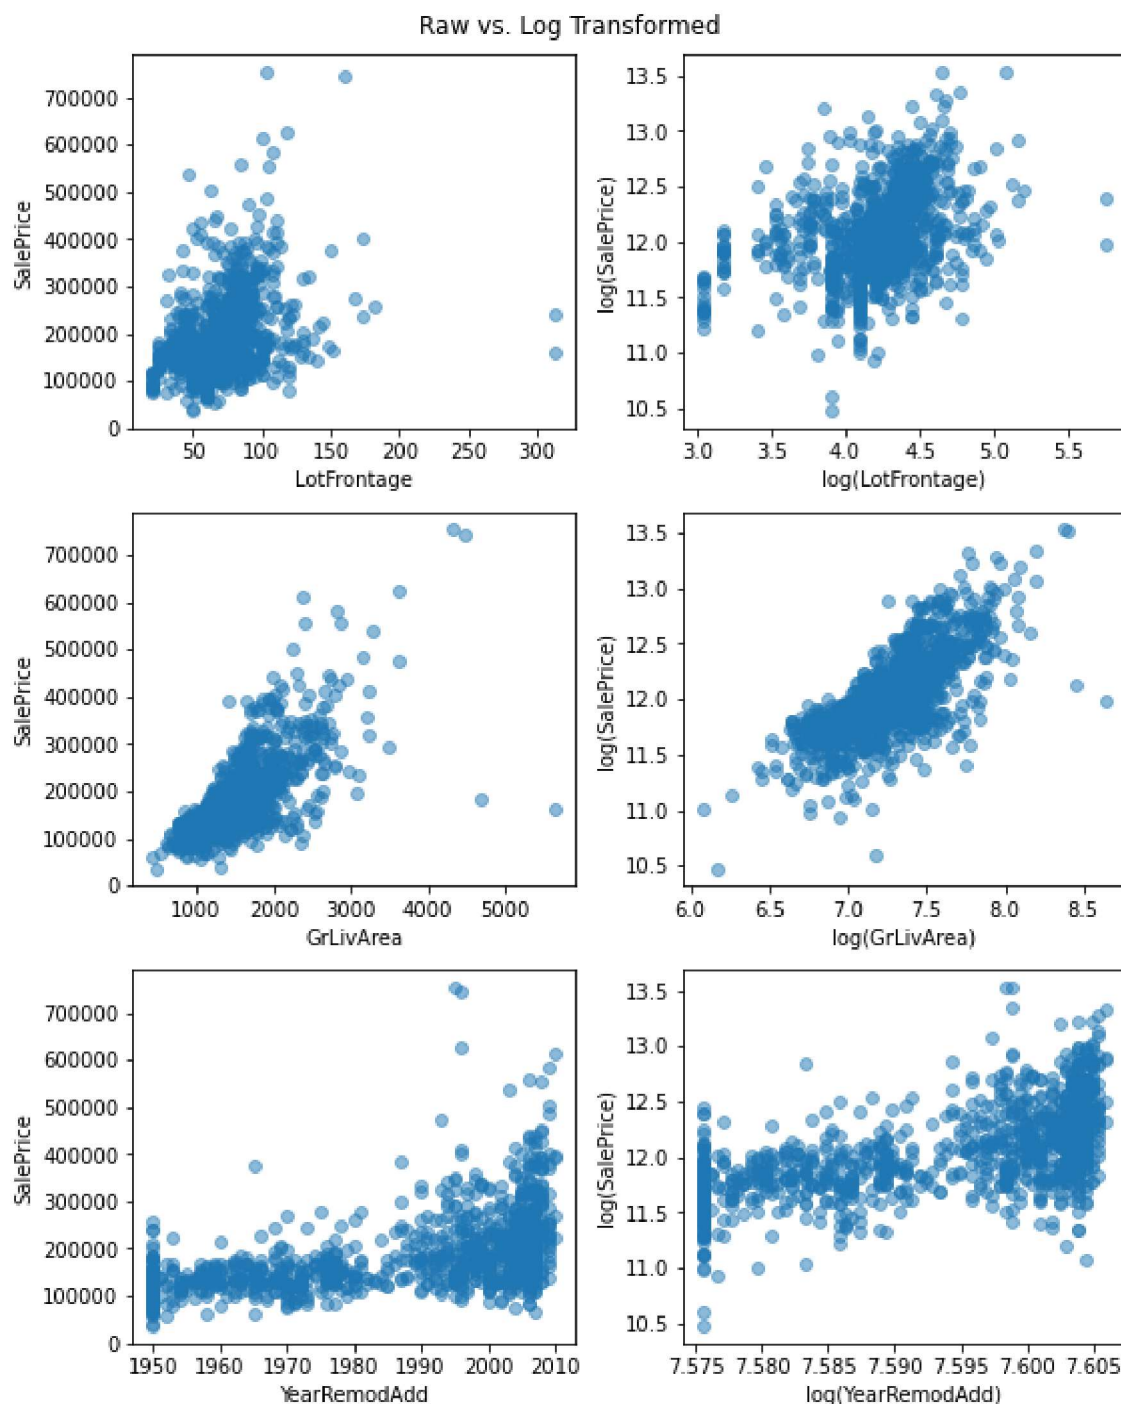 Raw vs. Log Transformed
700000
600000
500000
400000
300000
200000
100000
0
SalePrice
50 100 150 200 250 300
LotFrontage
13.5
13.0
12.5
12.0
11.5
11.0
10.5
log(SalePrice)
3.0 3.5 4.0 4.5 5.0 5.5
log(LotFrontage)
700000
600000
500000
400000
300000
200000
100000
0
SalePrice
1000 2000 3000 4000 5000
GrLivArea
13.5
13.0
12.5
12.0
11.5
11.0
10.5
log(SalePrice)
6.0 6.5 7.0 7.5 8.0 8.5
log(GrLivArea)
700000
600000
500000
400000
300000
200000
100000
0
SalePrice
1950 1960 1970 1980 1990 2000 2010
YearRemodAdd
13.5
13.0
12.5
12.0
11.5
11.0
10.5
log(SalePrice)
7.575 7.580 7.585 7.590 7.595 7.600 7.605
log(YearRemodAdd)